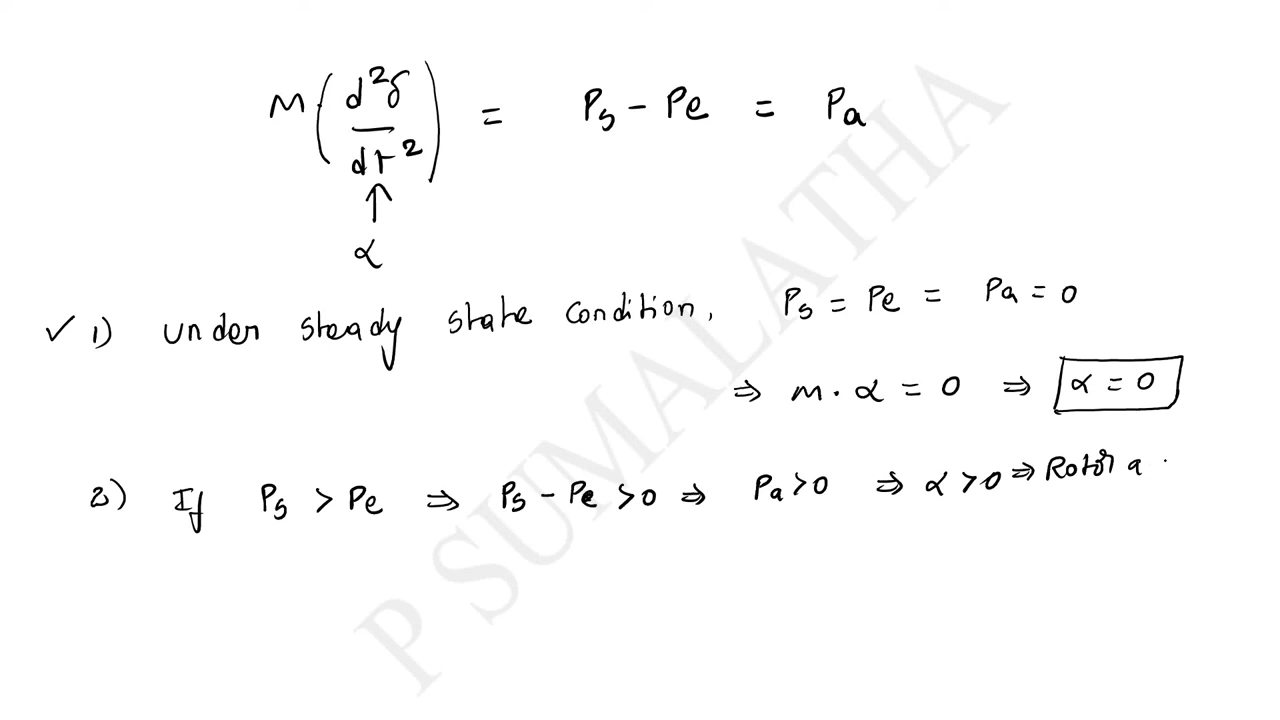 M(d²δ/dt²) = Ps - Pe = Pa
↑
α
✓ 1) under steady state condition, Ps = Pe = Pa = 0
⇒ M · α = 0 ⇒ α = 0
2) If Ps > Pe ⇒ Ps - Pe > 0 ⇒ Pa > 0 ⇒ α > 0 ⇒ Rotor a
P SUMALATHA